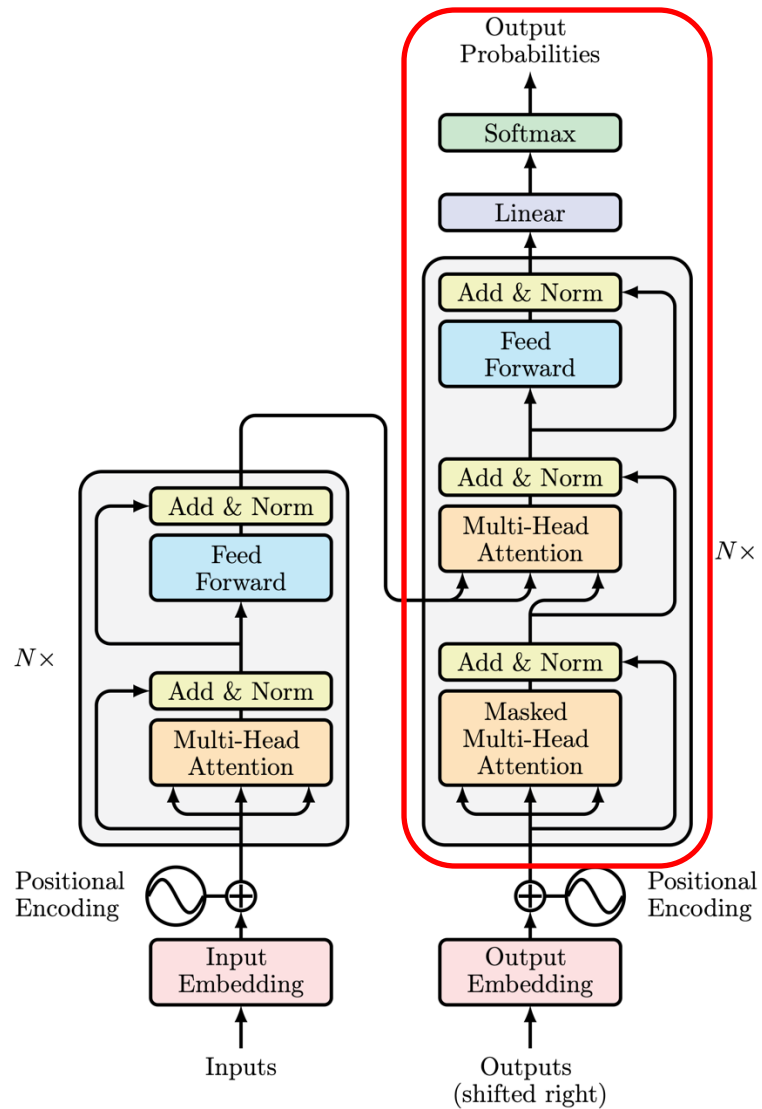 Output
Probabilities
Softmax
Linear
Add & Norm
Feed
Forward
Add & Norm
Multi-Head
Attention
N×
Add & Norm
Masked
Multi-Head
Attention
Add & Norm
Feed
Forward
N×
Add & Norm
Multi-Head
Attention
Positional
Encoding
Positional
Encoding
Input
Embedding
Output
Embedding
Inputs
Outputs
(shifted right)